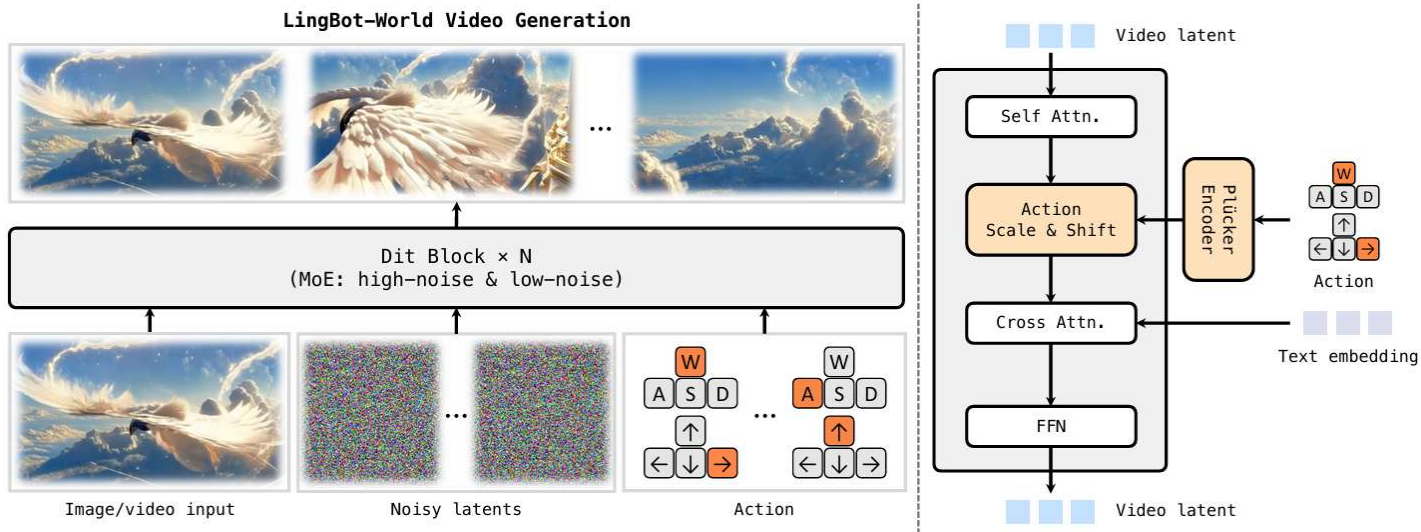 LingBot-World Video Generation
...
Dit Block × N
(MoE: high-noise & low-noise)
W
A S D
↑
← ↓ →
...
...
W
A S D
↑
← ↓ →
Image/video input
Noisy latents
Action
Video latent
Self Attn.
Action
Scale & Shift
Plücker
Encoder
W
A S D
↑
← ↓ →
Action
Cross Attn.
Text embedding
FFN
Video latent